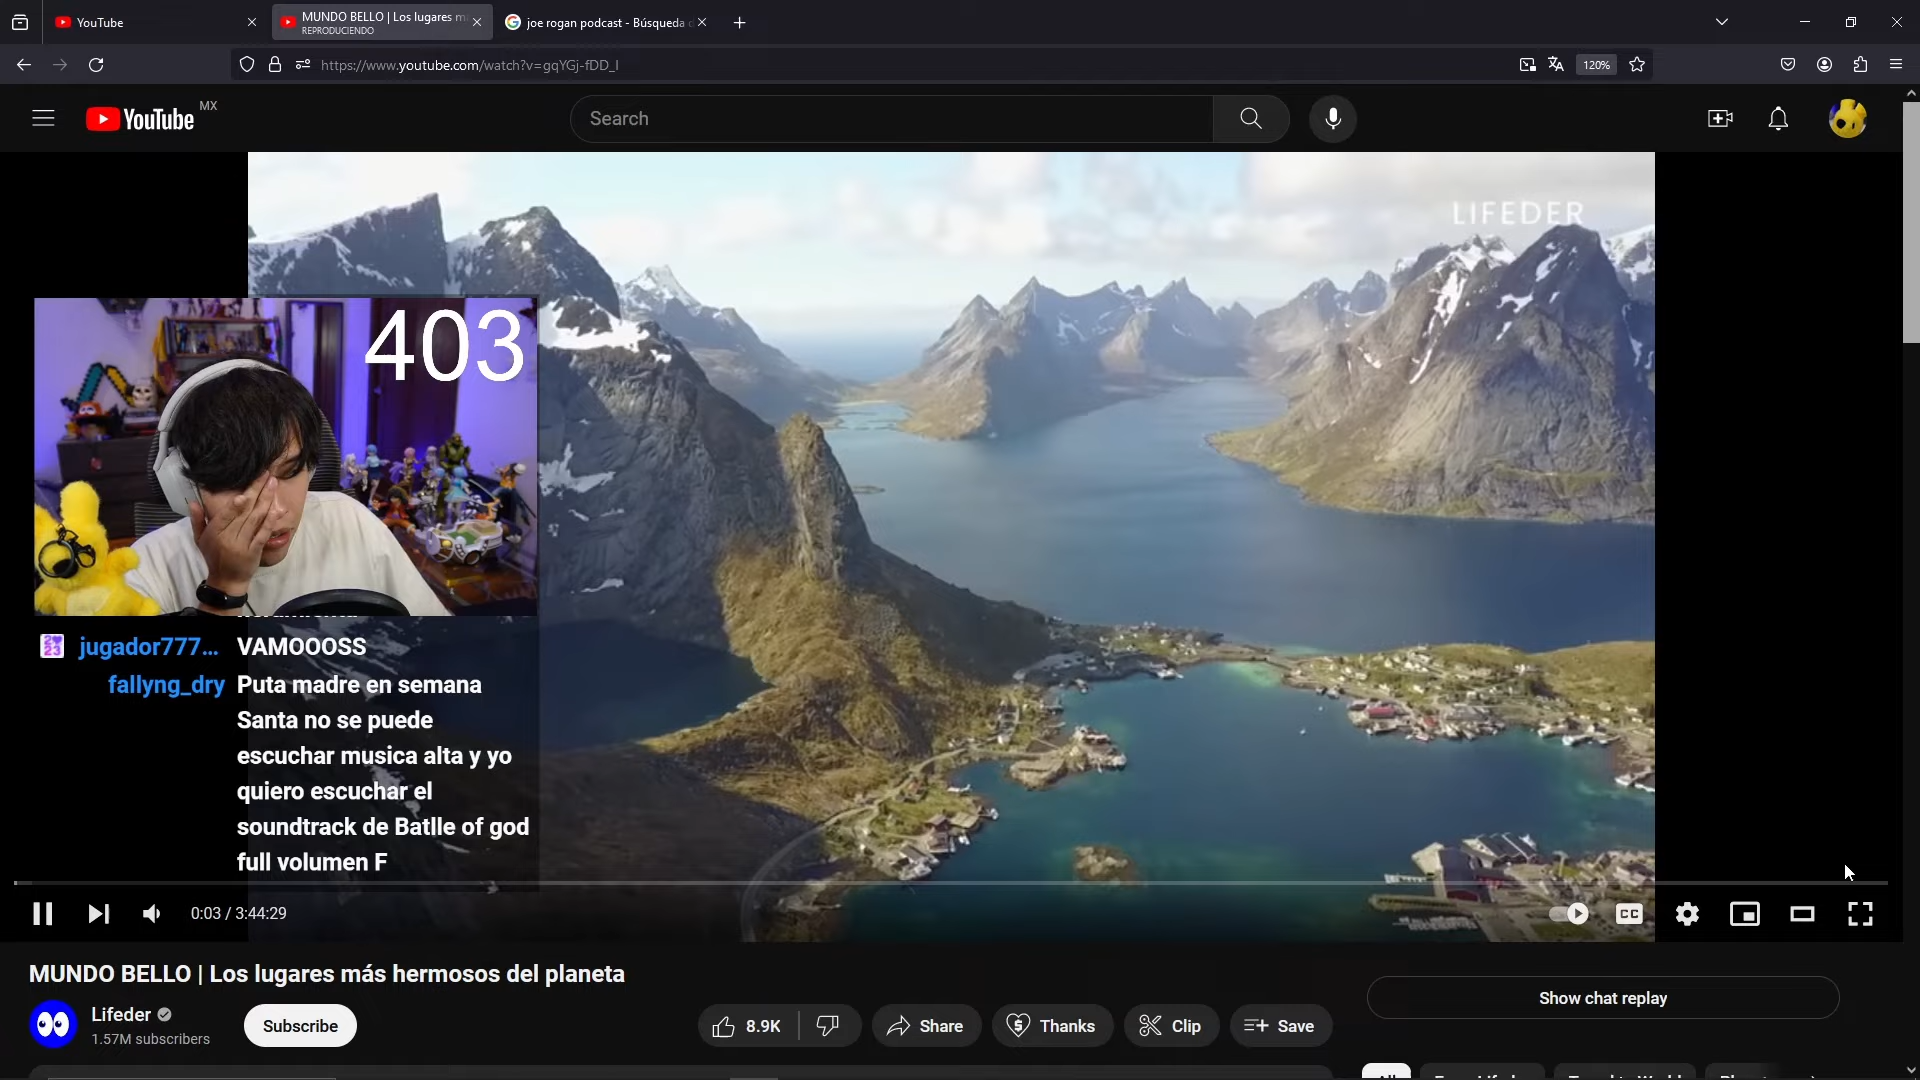 YouTube
MUNDO BELLO | Los lugares m
REPRODUCIENDO
joe rogan podcast - Búsqueda
https://www.youtube.com/watch?v=gqYGj-fDD_I
120%
YouTube MX
Search
LIFEDER
403
jugador777... VAMOOOSS
fallyng_dry Puta madre en semana
Santa no se puede
escuchar musica alta y yo
quiero escuchar el
soundtrack de Batlle of god
full volumen F
0:03 / 3:44:29
CC
MUNDO BELLO | Los lugares más hermosos del planeta
Lifeder
1.57M subscribers
Subscribe
8.9K
Share
Thanks
Clip
Save
Show chat replay